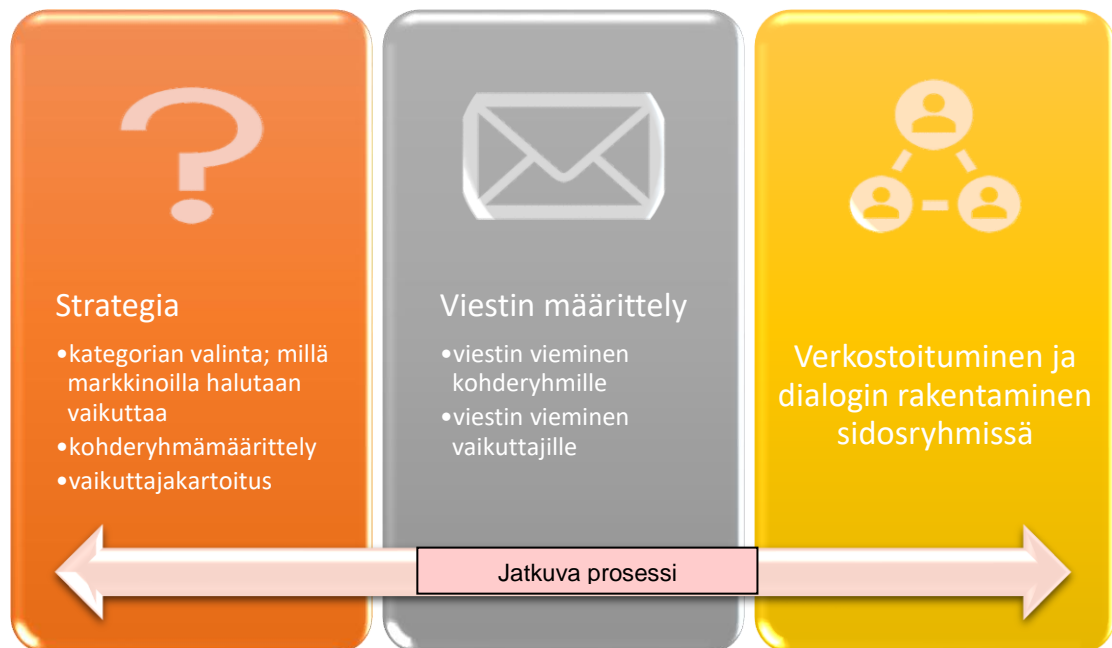 Strategia
•kategorian valinta; millä
markkinoilla halutaan
vaikuttaa
•kohderyhmämäärittely
•vaikuttajakartoitus
Viestin määrittely
•viestin vieminen
kohderyhmille
•viestin vieminen
vaikuttajille
Verkostoituminen ja
dialogin rakentaminen
sidosryhmissä
Jatkuva prosessi